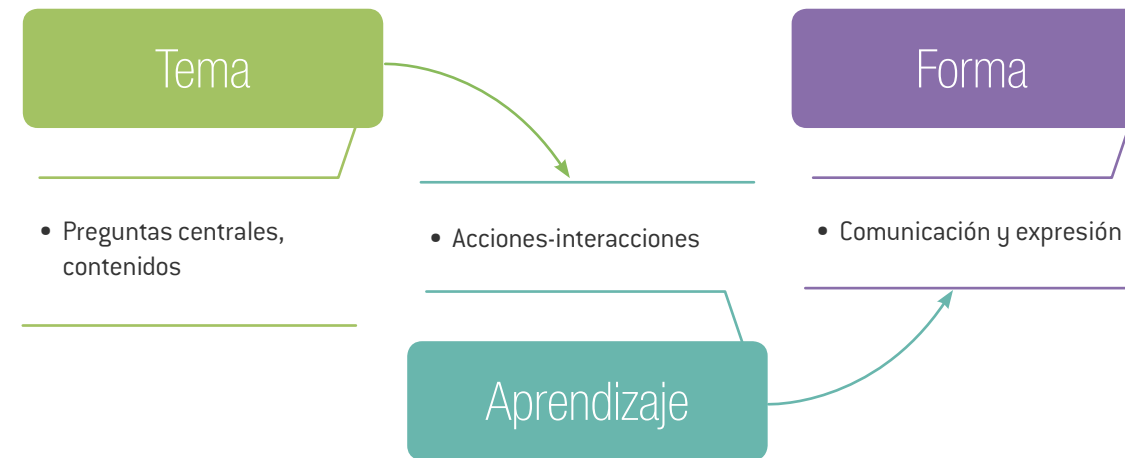 Tema
• Preguntas centrales,
contenidos
• Acciones-interacciones
Aprendizaje
Forma
• Comunicación y expresión